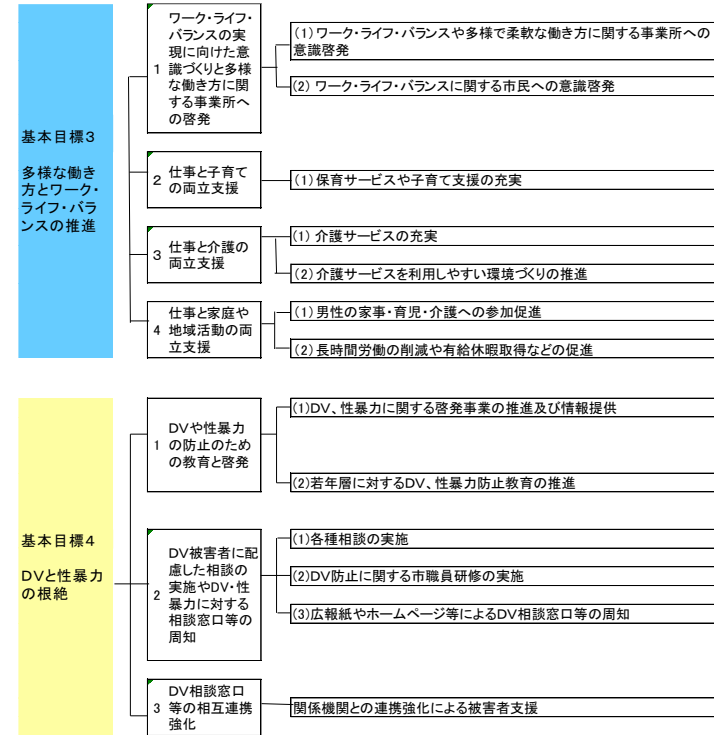 基本目標3
多様な働き
方とワーク・
ライフ・バラ
ンスの推進
1
ワーク・ライフ・
バランスの実
現に向けた意
識づくりと多様
な働き方に関
する事業所へ
の啓発
(1)ワーク・ライフ・バランスや多様で柔軟な働き方に関する事業所への
意識啓発
(2) ワーク・ライフ・バランスに関する市民への意識啓発
2
仕事と子育て
の両立支援
(1)保育サービスや子育て支援の充実
3
仕事と介護の
両立支援
(1) 介護サービスの充実
(2)介護サービスを利用しやすい環境づくりの推進
4
仕事と家庭や
地域活動の両
立支援
(1)男性の家事・育児・介護への参加促進
(2)長時間労働の削減や有給休暇取得などの促進
基本目標4
DVと性暴力
の根絶
1
DVや性暴力
の防止のため
の教育と啓発
(1)DV、性暴力に関する啓発事業の推進及び情報提供
(2)若年層に対するDV、性暴力防止教育の推進
2
DV被害者に配
慮した相談の
実施やDV・性
暴力に対する
相談窓口等の
周知
(1)各種相談の実施
(2)DV防止に関する市職員研修の実施
(3)広報紙やホームページ等によるDV相談窓口等の周知
3
DV相談窓口
等の相互連携
強化
関係機関との連携強化による被害者支援